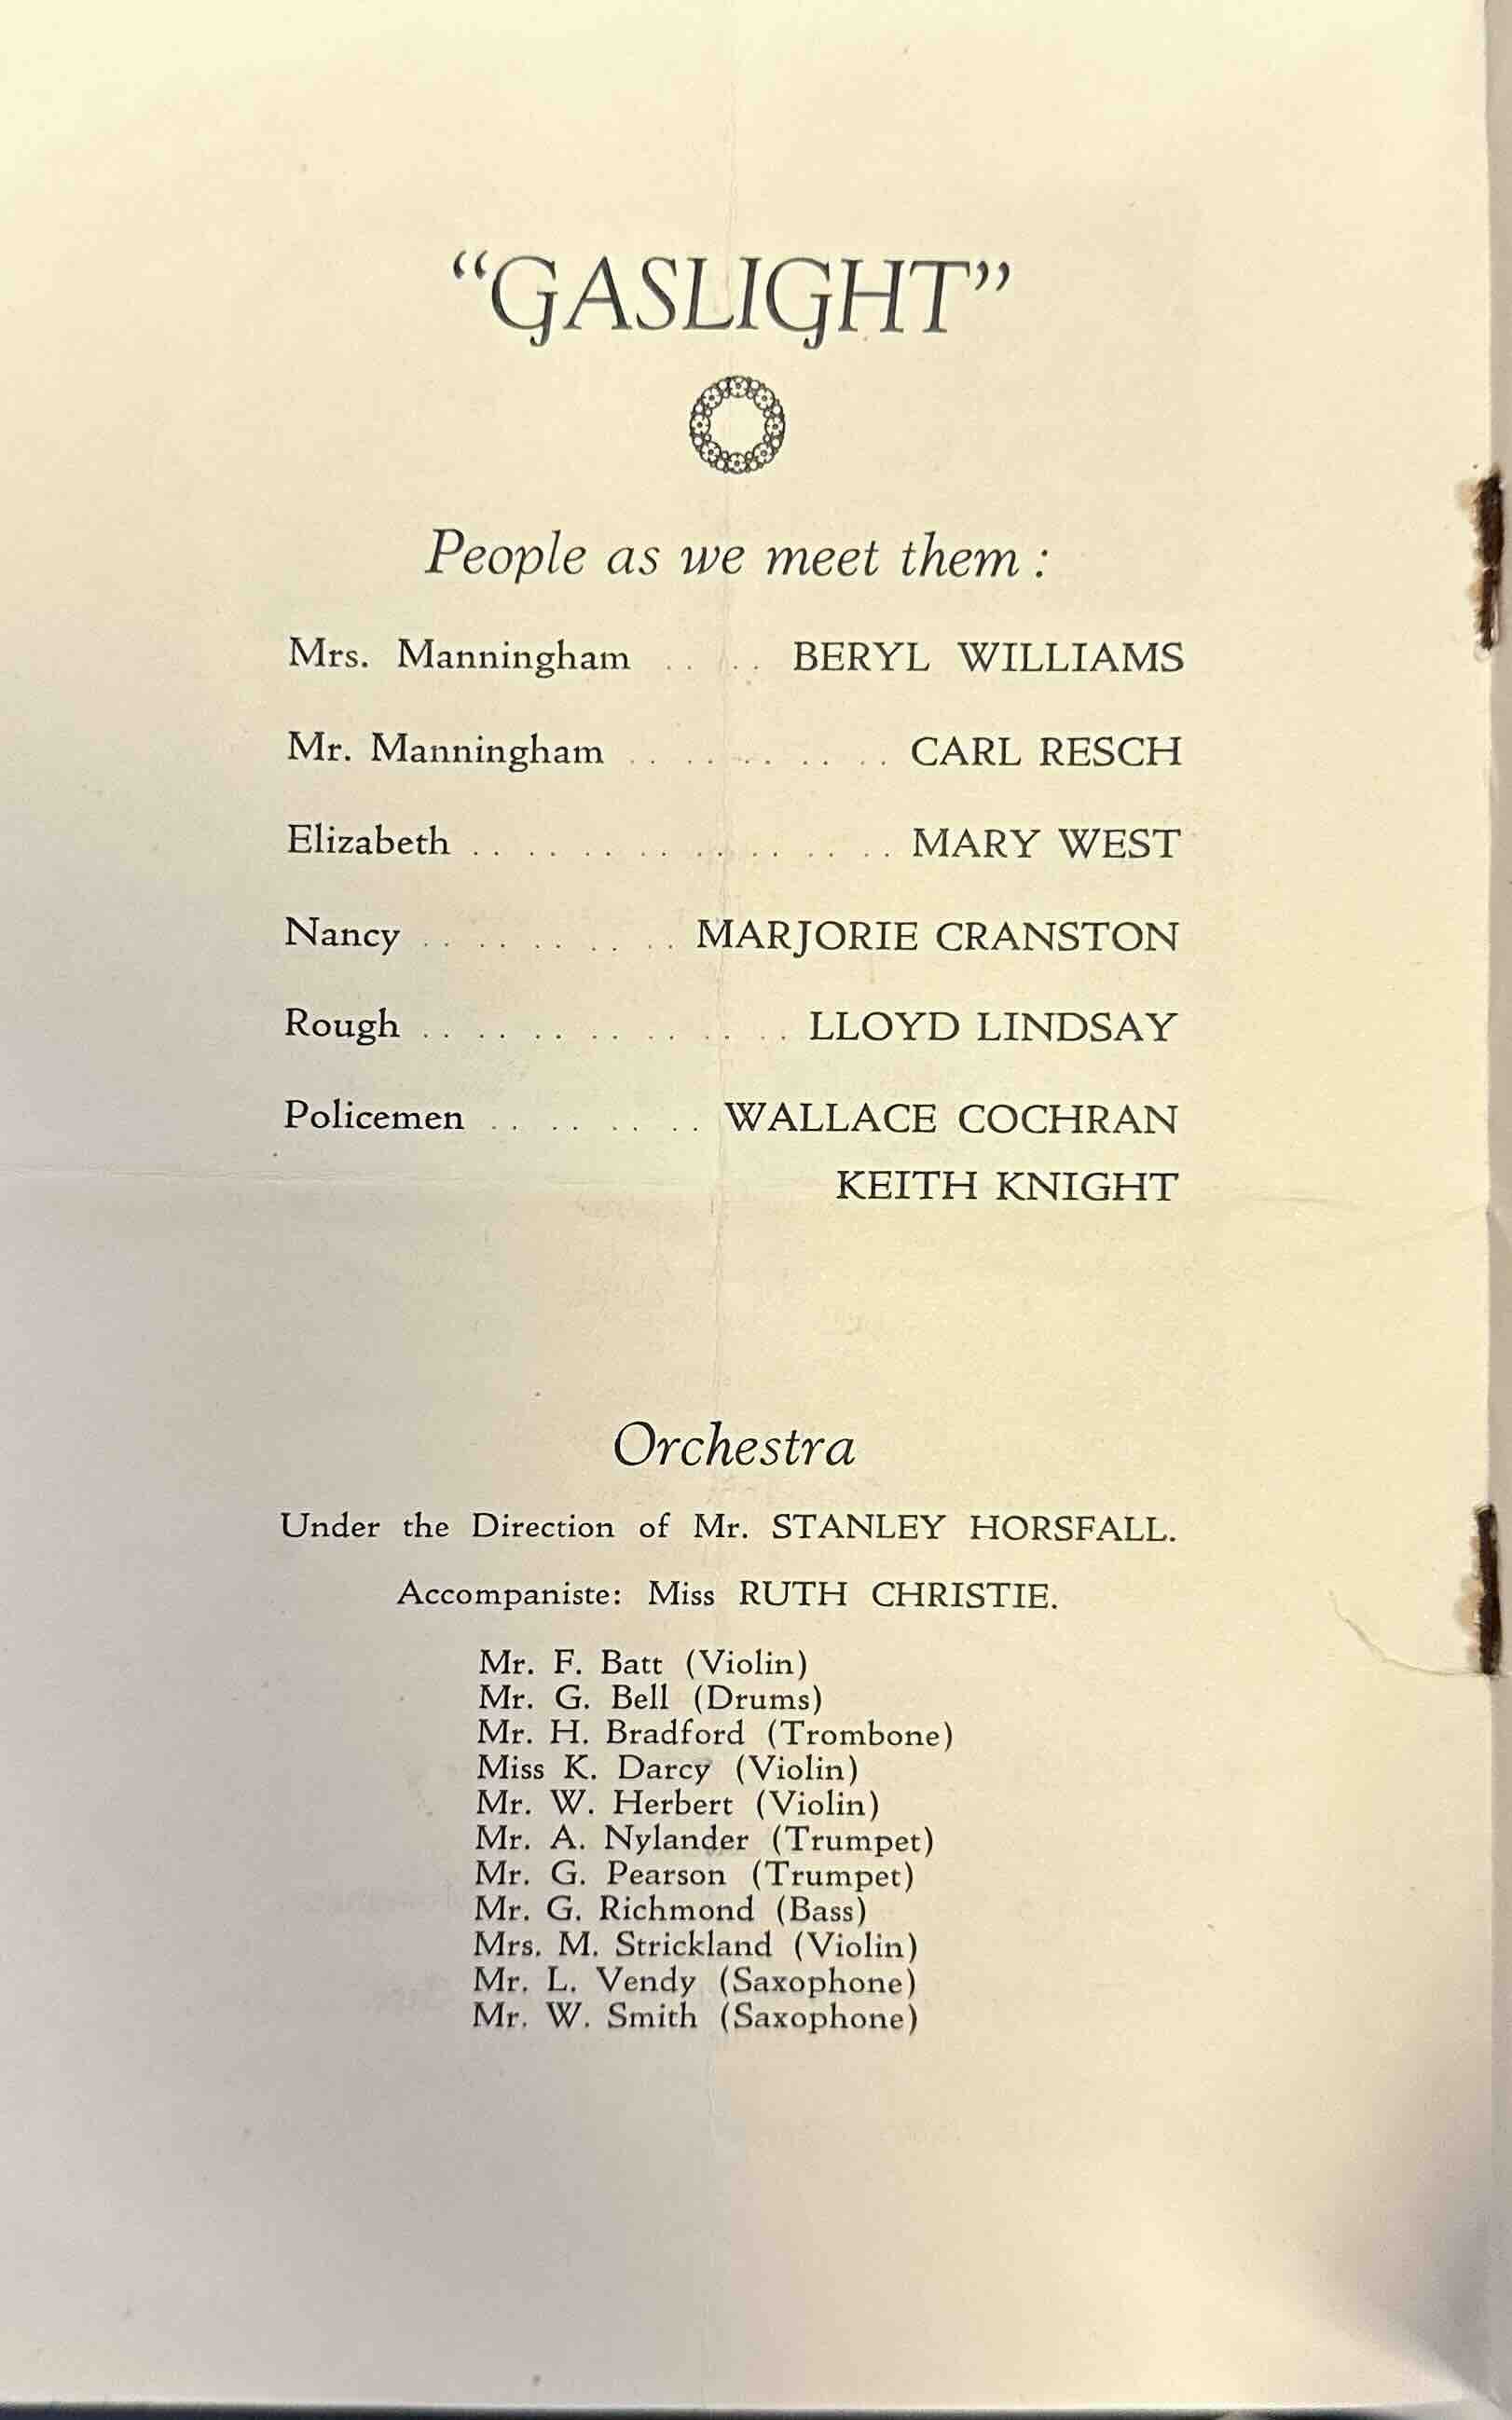 “GASLIGHT”
People as we meet them :
Mrs. Manningham . . . . BERYL WILLIAMS
Mr. Manningham . . . . . . . . . . CARL RESCH
Elizabeth . . . . . . . . . . . . . . . . MARY WEST
Nancy . . . . . . . . . . MARJORIE CRANSTON
Rough . . . . . . . . . . . . . . LLOYD LINDSAY
Policemen . . . . . . . . WALLACE COCHRAN
KEITH KNIGHT
Orchestra
Under the Direction of Mr. STANLEY HORSFALL.
Accompaniste: Miss RUTH CHRISTIE.
Mr. F. Batt (Violin)
Mr. G. Bell (Drums)
Mr. H. Bradford (Trombone)
Miss K. Darcy (Violin)
Mr. W. Herbert (Violin)
Mr. A. Nylander (Trumpet)
Mr. G. Pearson (Trumpet)
Mr. G. Richmond (Bass)
Mrs. M. Strickland (Violin)
Mr. L. Vendy (Saxophone)
Mr. W. Smith (Saxophone)